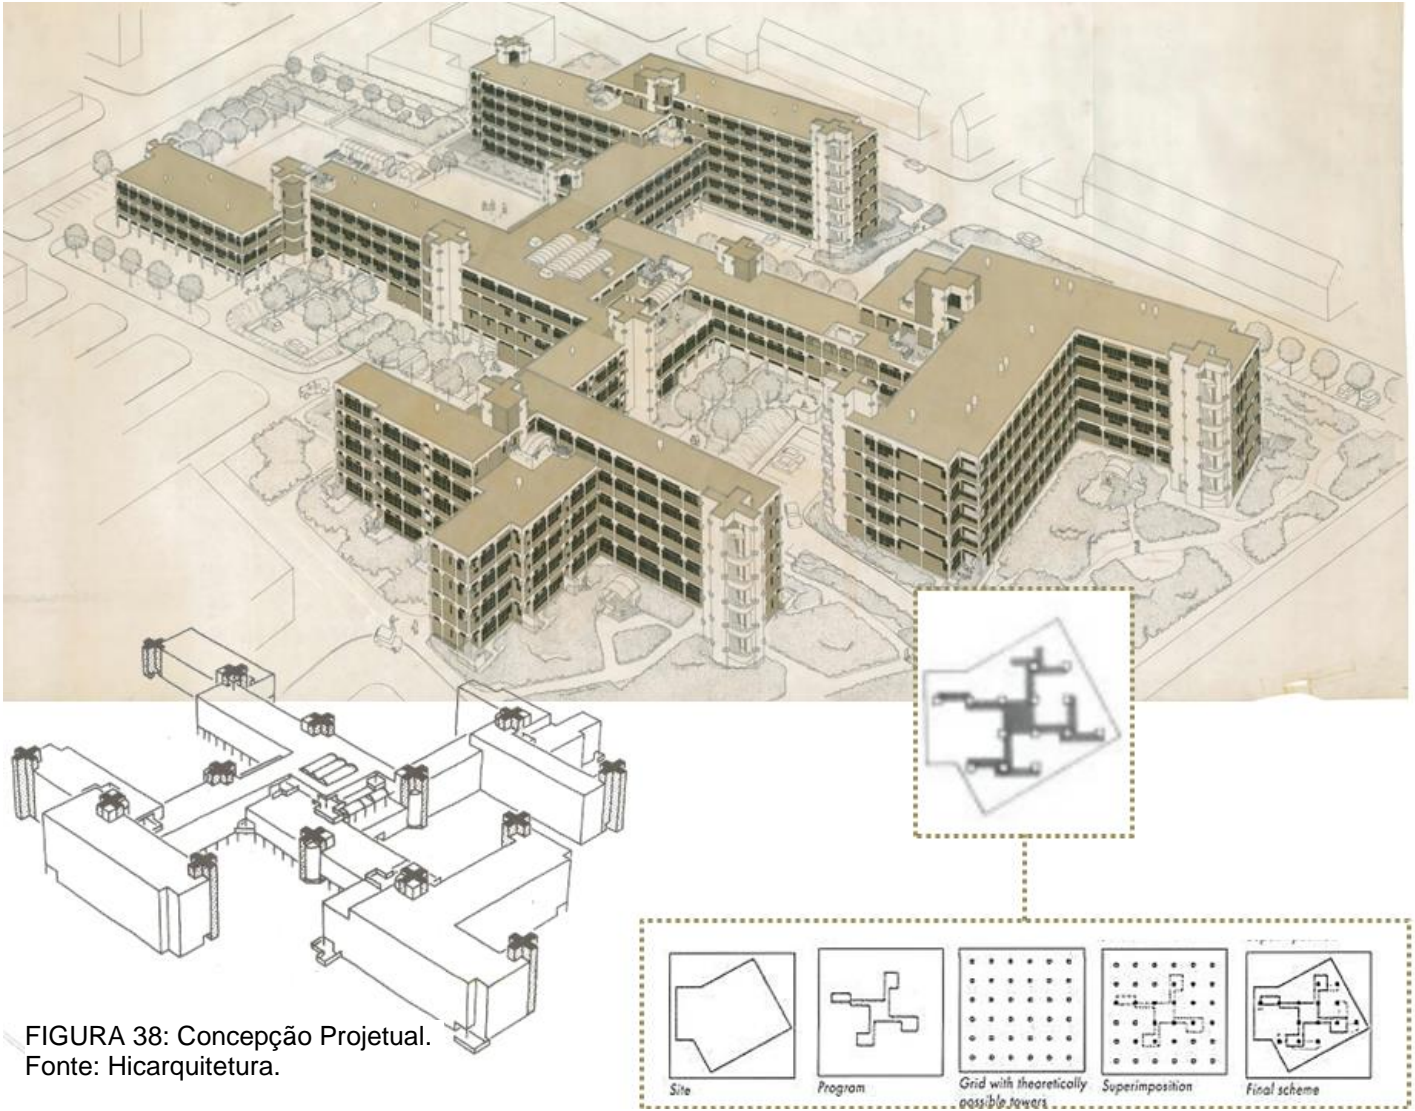 FIGURA 38: Concepção Projetual.
Fonte: Hicarquitetura.
Site
Program
Grid with theoretically
possible towers
Superimposition
Final scheme